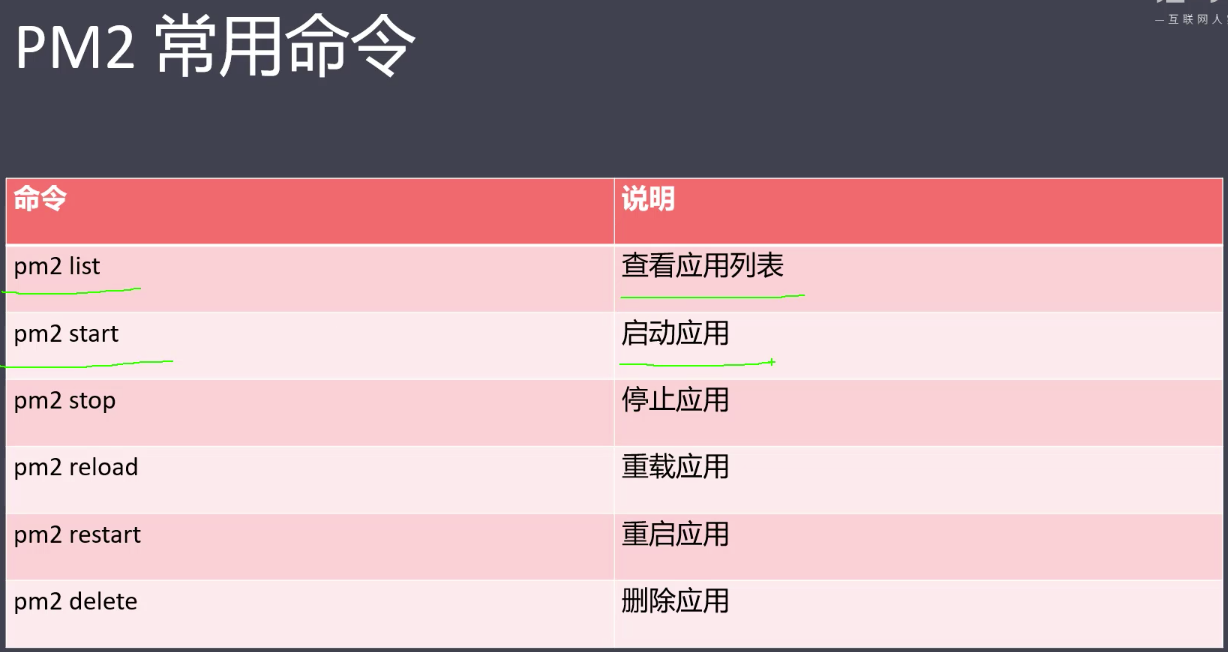 PM2 常用命令
—互联网人
命令 说明
pm2 list 查看应用列表
pm2 start 启动应用
pm2 stop 停止应用
pm2 reload 重载应用
pm2 restart 重启应用
pm2 delete 删除应用